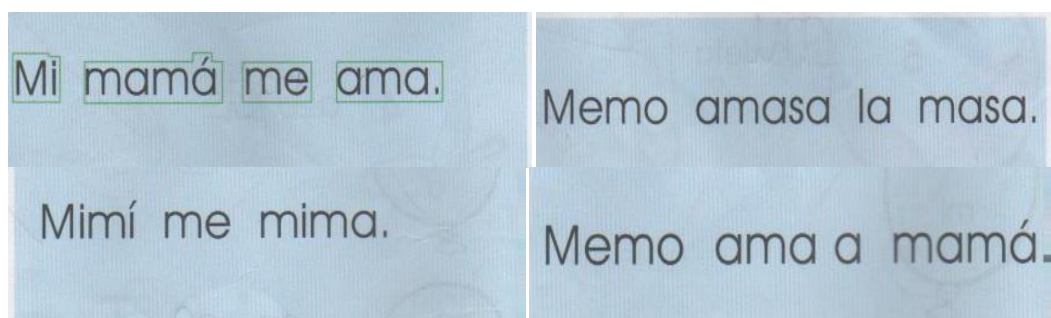 Mi mamá me ama.
Memo amasa la masa.
Mimí me mima.
Memo ama a mamá.